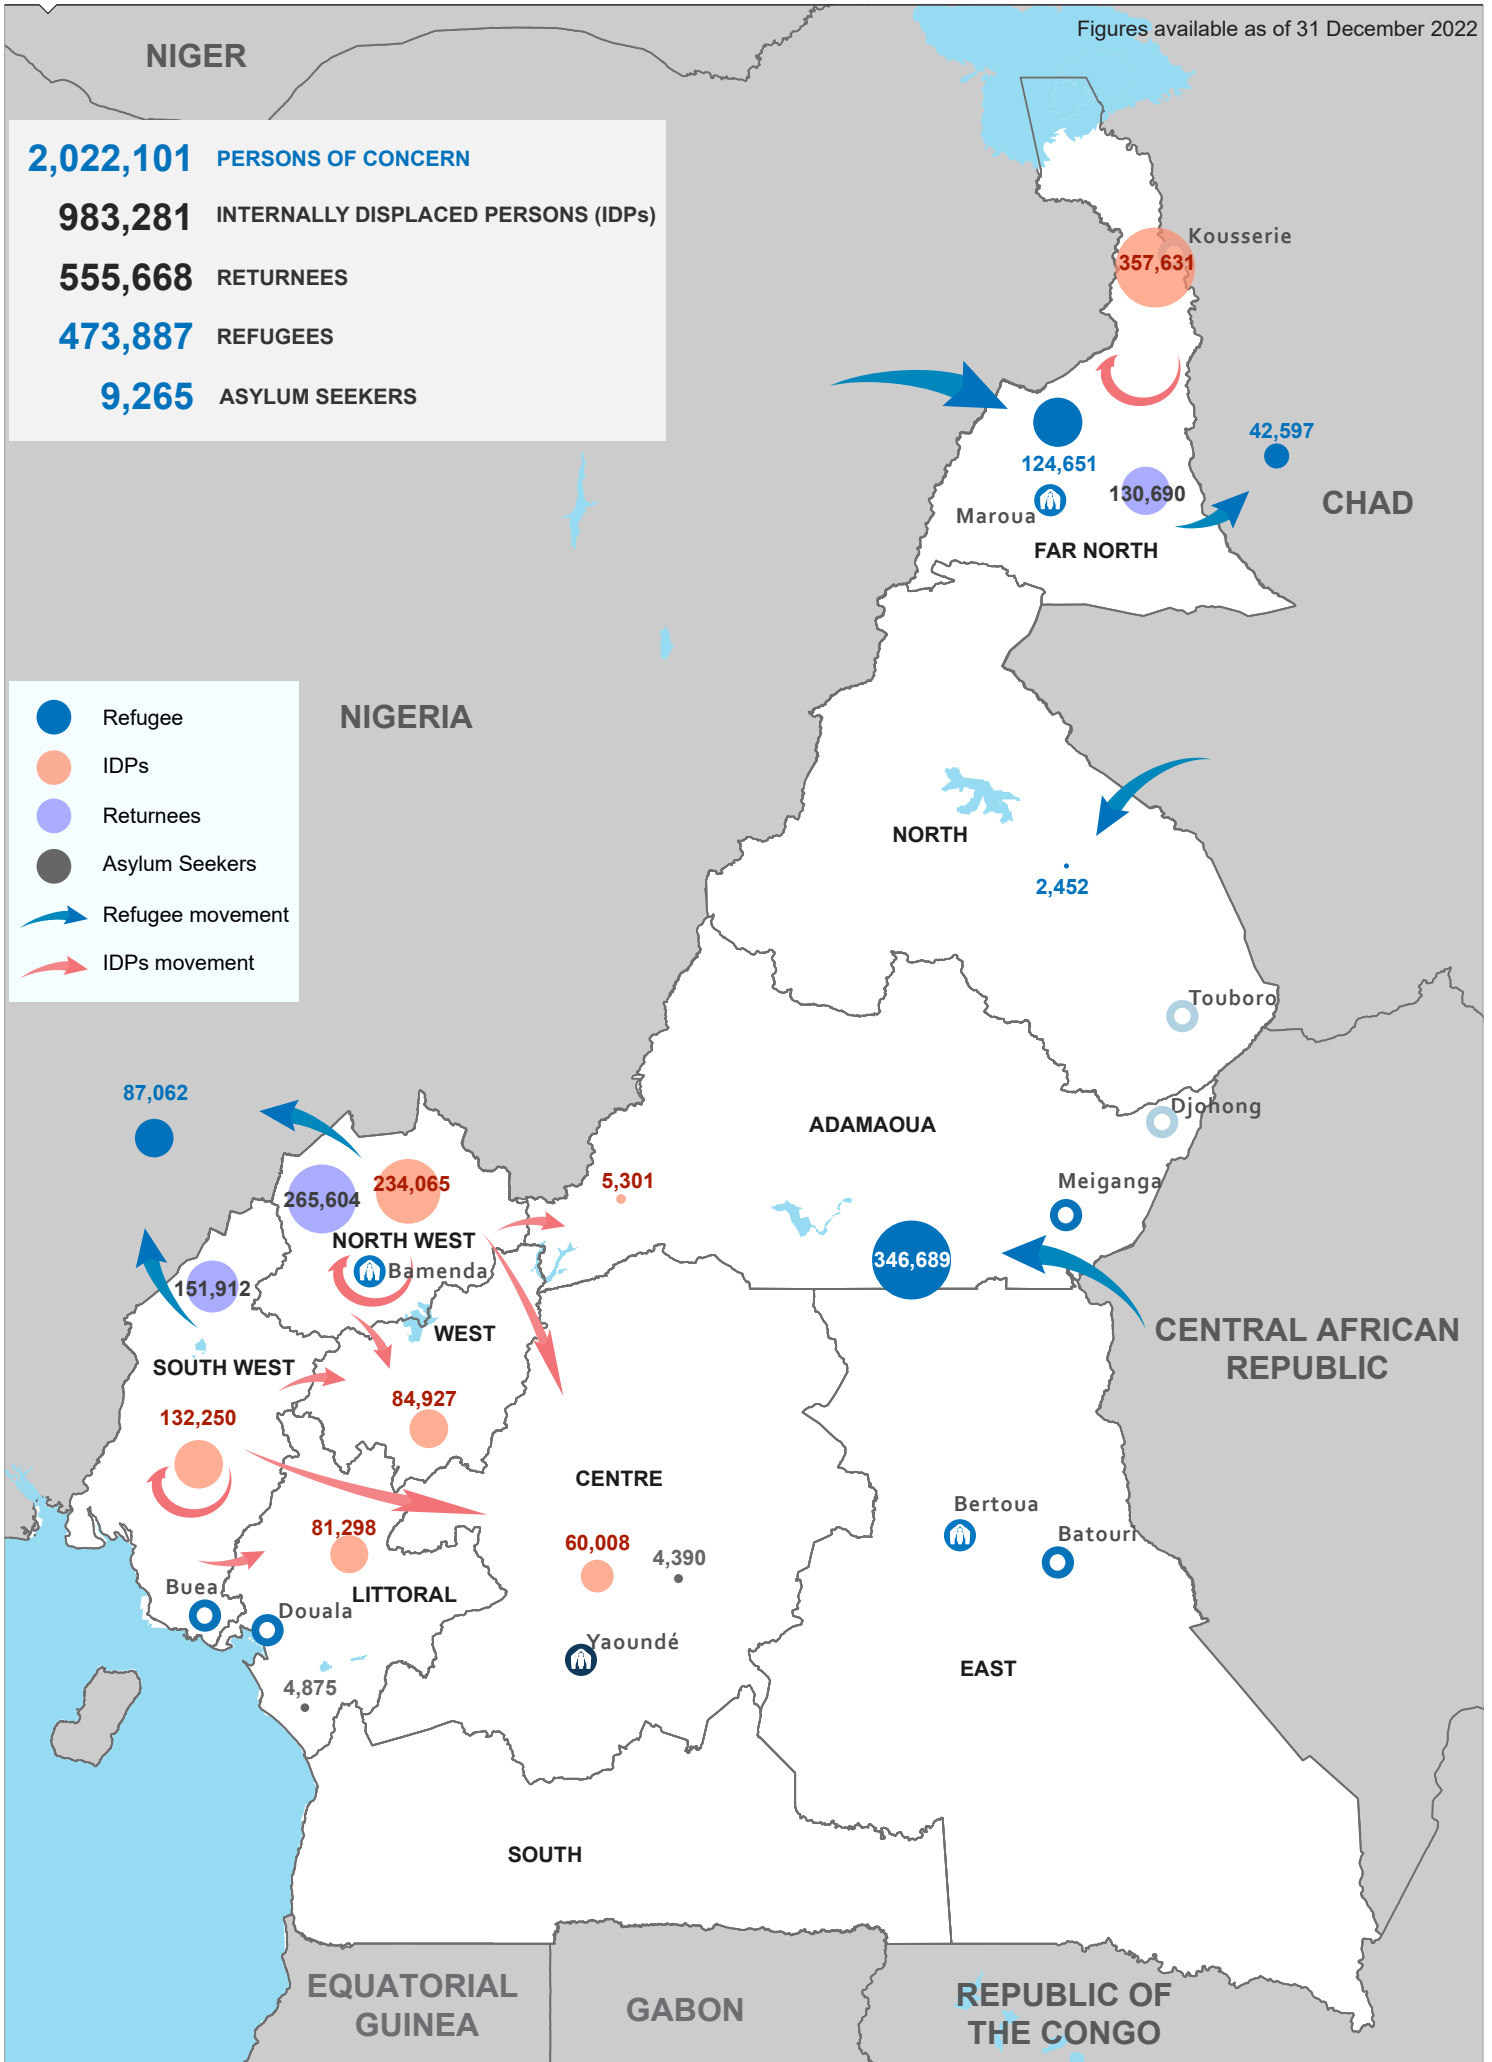 Figures available as of 31 December 2022
NIGER
2,022,101 PERSONS OF CONCERN
983,281 INTERNALLY DISPLACED PERSONS (IDPs)
555,668 RETURNEES
473,887 REFUGEES
9,265 ASYLUM SEEKERS
Kousserie
357,631
42,597
124,651
130,690
CHAD
Maroua
FAR NORTH
Refugee
IDPs
Returnees
Asylum Seekers
Refugee movement
IDPs movement
NIGERIA
NORTH
2,452
Touboro
87,062
Djohong
ADAMAOUA
5,301
Meiganga
234,065
265,604
NORTH WEST
346,689
Bamenda
151,912
WEST
CENTRAL AFRICAN
REPUBLIC
SOUTH WEST
84,927
132,250
CENTRE
Bertoua
81,298
Batouri
60,008
4,390
Buea
LITTORAL
Douala
Yaoundé
EAST
4,875
SOUTH
EQUATORIAL
GUINEA
GABON
REPUBLIC OF
THE CONGO